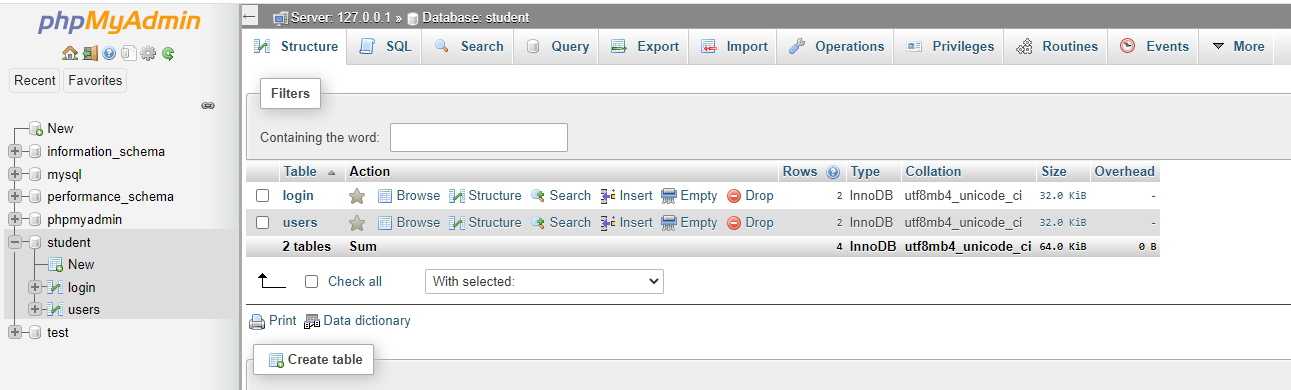 phpMyAdmin
Recent Favorites
New
information_schema
mysql
performance_schema
phpmyadmin
student
New
login
users
test
Server: 127.0.0.1 » Database: student
Structure SQL Search Query Export Import Operations Privileges Routines Events More
Filters
Containing the word:
Table Action Rows Type Collation Size Overhead
login Browse Structure Search Insert Empty Drop 2 InnoDB utf8mb4_unicode_ci 32.0 KiB -
users Browse Structure Search Insert Empty Drop 2 InnoDB utf8mb4_unicode_ci 32.0 KiB -
2 tables Sum 4 InnoDB utf8mb4_unicode_ci 64.0 KiB 0 B
Check all With selected:
Print Data dictionary
Create table